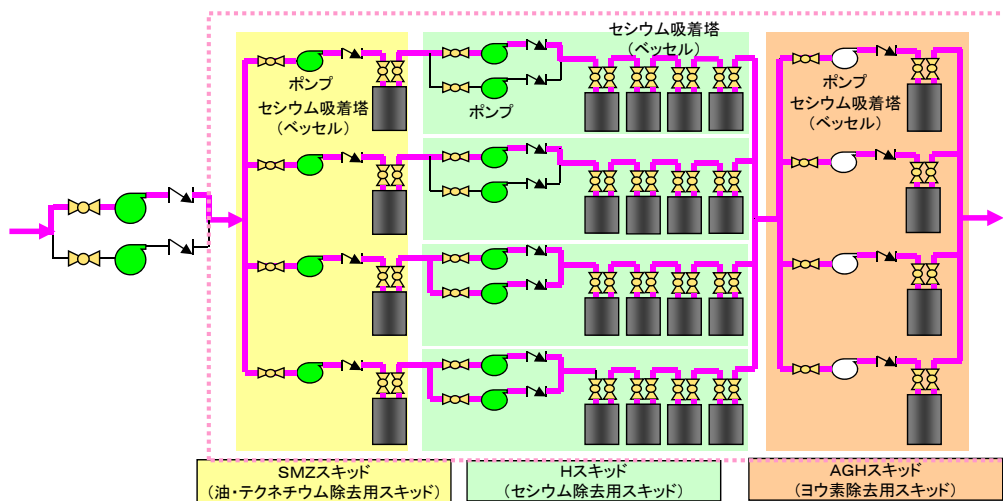 セシウム吸着塔
（ベッセル）
ポンプ
セシウム吸着塔
（ベッセル）
ポンプ
ポンプ
セシウム吸着塔
（ベッセル）
SMZスキッド
（油・テクネチウム除去用スキッド）
Hスキッド
（セシウム除去用スキッド）
AGHスキッド
（ヨウ素除去用スキッド）